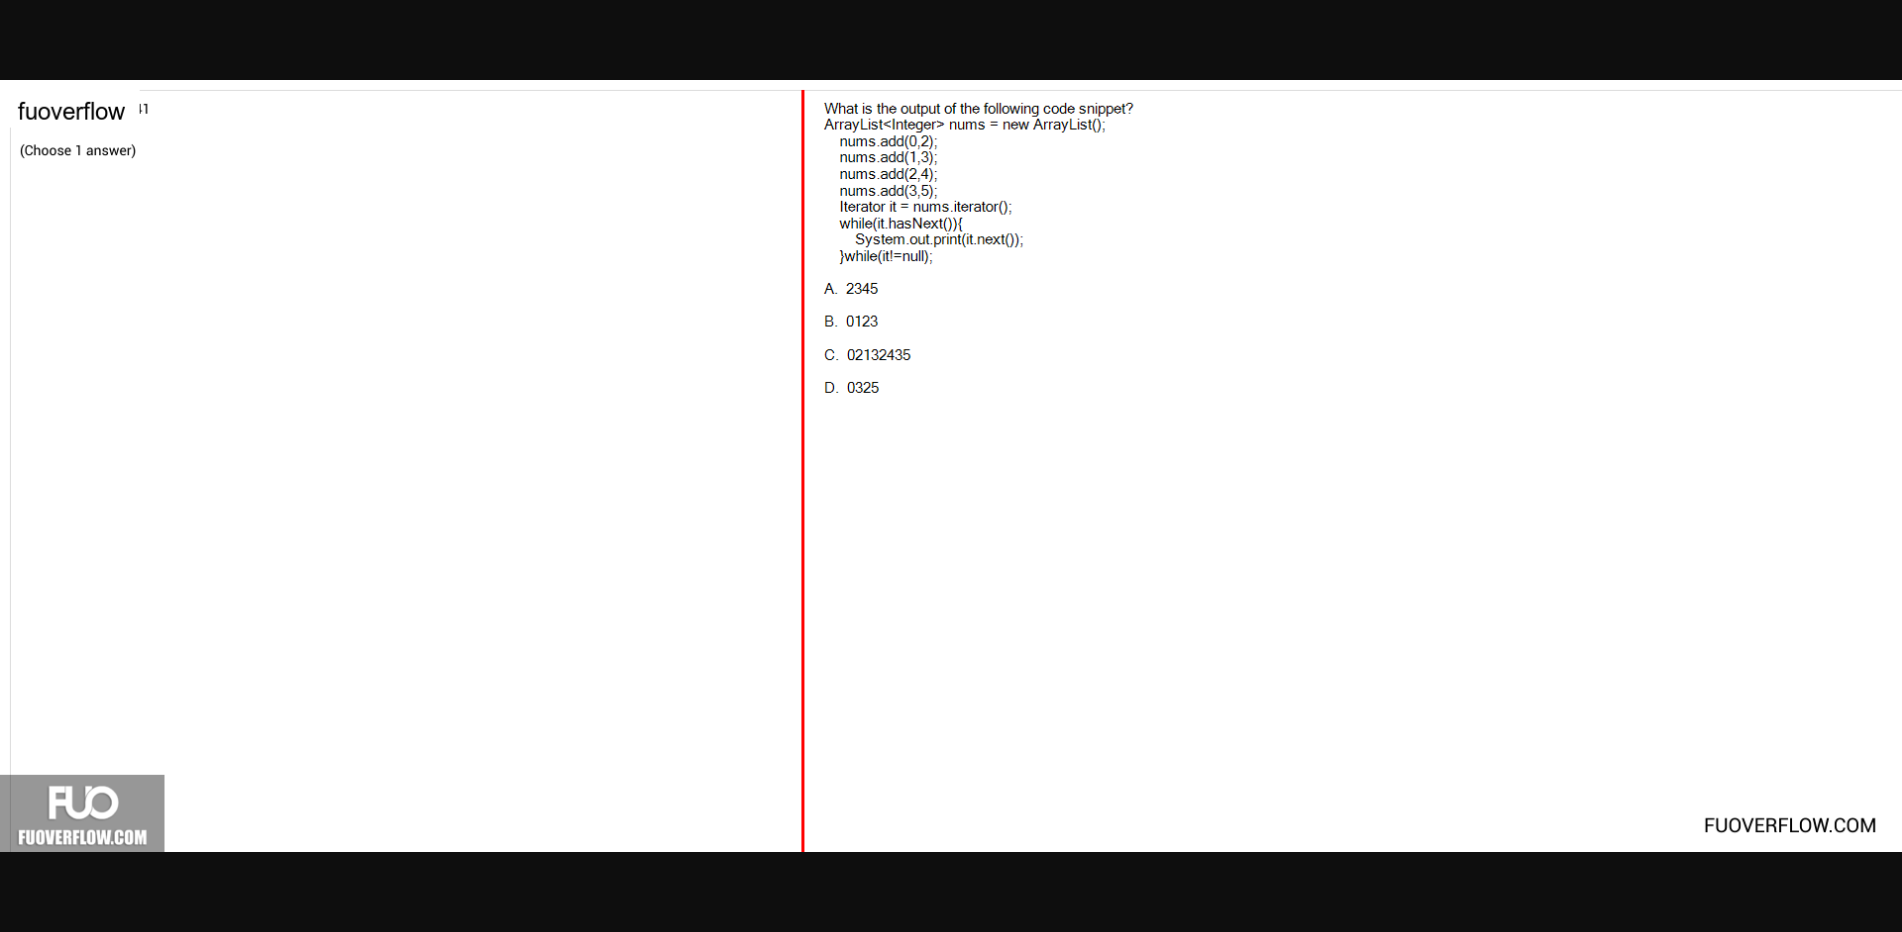 fuoverflow 41
(Choose 1 answer)
What is the output of the following code snippet?
ArrayList<Integer> nums = new ArrayList();
nums.add(0,2);
nums.add(1,3);
nums.add(2,4);
nums.add(3,5);
Iterator it = nums.iterator();
while(it.hasNext()){
System.out.print(it.next());
}while(it!=null);
A. 2345
B. 0123
C. 02132435
D. 0325
FUO
FUOVERFLOW.COM
FUOVERFLOW.COM